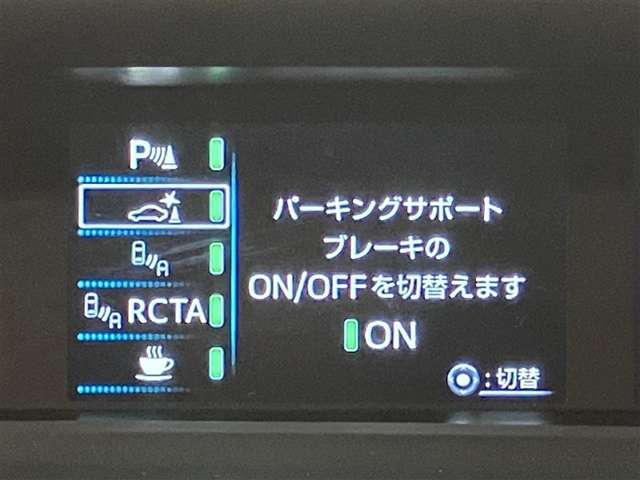 P
RCTA
パーキングサポート
ブレーキの
ON/OFFを切替えます
ON
:切替